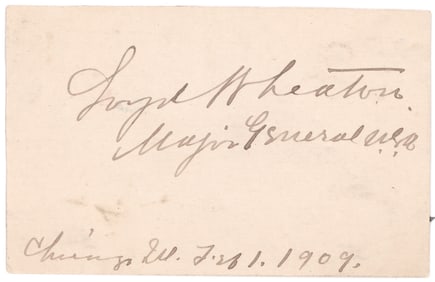 Loyd Wheaton.
Major General U.S.A.
Chicago Ill. Feb 1. 1909.